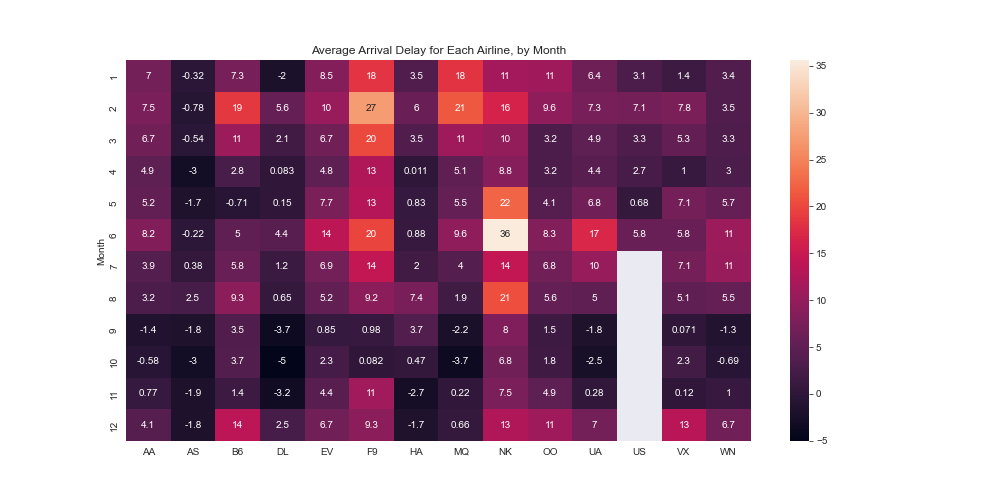 Average Arrival Delay for Each Airline, by Month
1 7 -0.32 7.3 -2 8.5 18 3.5 18 11 11 6.4 3.1 1.4 3.4
2 7.5 -0.78 19 5.6 10 27 6 21 16 9.6 7.3 7.1 7.8 3.5
3 6.7 -0.54 11 2.1 6.7 20 3.5 11 10 3.2 4.9 3.3 5.3 3.3
4 4.9 -3 2.8 0.083 4.8 13 0.011 5.1 8.8 3.2 4.4 2.7 1 3
5 5.2 -1.7 -0.71 0.15 7.7 13 0.83 5.5 22 4.1 6.8 0.68 7.1 5.7
6 8.2 -0.22 5 4.4 14 20 0.88 9.6 36 8.3 17 5.8 5.8 11
7 3.9 0.38 5.8 1.2 6.9 14 2 4 14 6.8 10 7.1 11
8 3.2 2.5 9.3 0.65 5.2 9.2 7.4 1.9 21 5.6 5 5.1 5.5
9 -1.4 -1.8 3.5 -3.7 0.85 0.98 3.7 -2.2 8 1.5 -1.8 0.071 -1.3
10 -0.58 -3 3.7 -5 2.3 0.082 0.47 -3.7 6.8 1.8 -2.5 2.3 -0.69
11 0.77 -1.9 1.4 -3.2 4.4 11 -2.7 0.22 7.5 4.9 0.28 0.12 1
12 4.1 -1.8 14 2.5 6.7 9.3 -1.7 0.66 13 11 7 13 6.7
AA AS B6 DL EV F9 HA MQ NK OO UA US VX WN
Month
35
30
25
20
15
10
5
0
−5